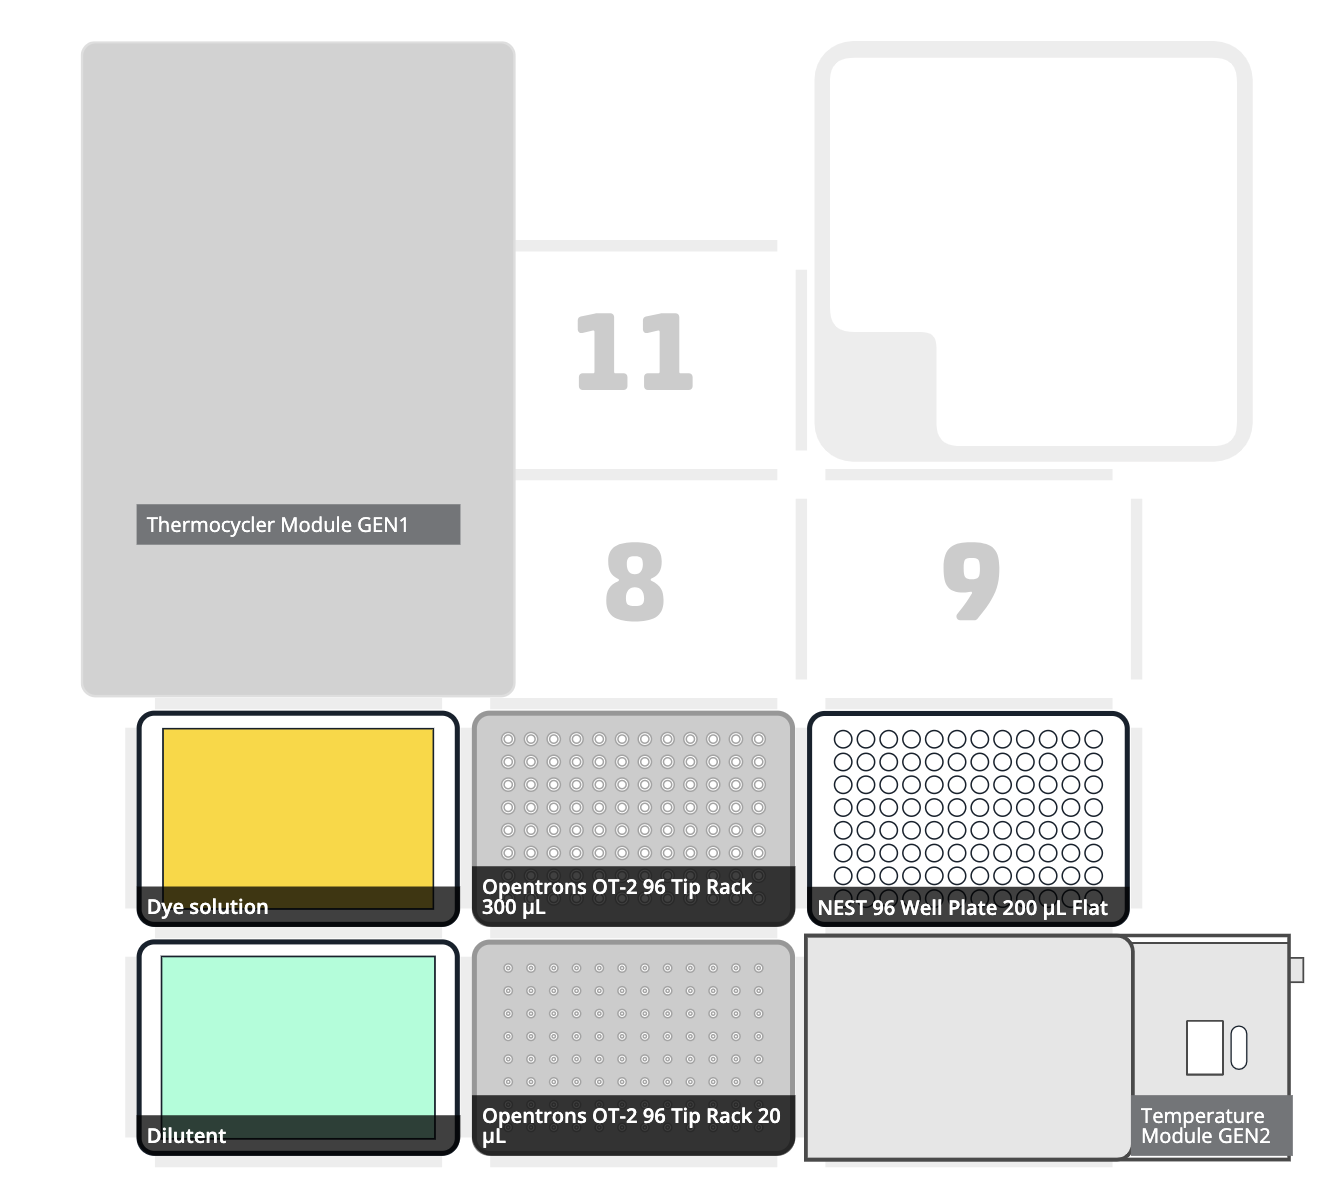 11
Thermocycler Module GEN1
8
9
Dye solution
Opentrons OT-2 96 Tip Rack
300 µL
NEST 96 Well Plate 200 µL Flat
Dilutent
Opentrons OT-2 96 Tip Rack 20
µL
Temperature
Module GEN2